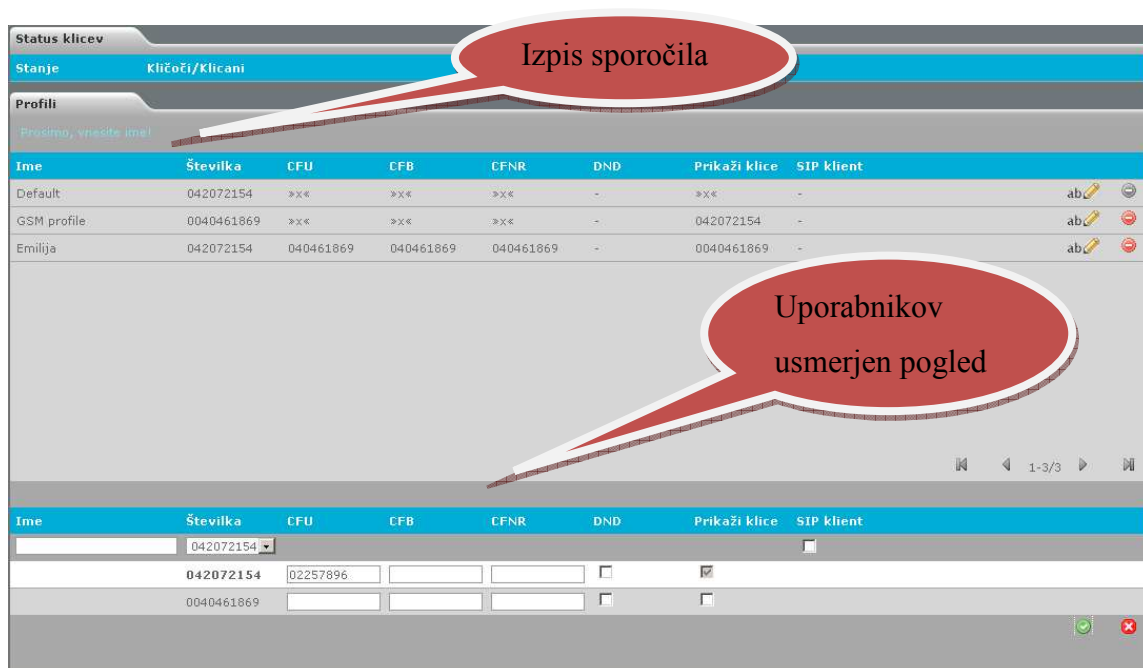 Status klicev
Izpis sporočila
Stanje Kličoči/Klicani
Profili
Prosimo, vnesite ime!
Ime Številka CFU CFB CFNR DND Prikaži klice SIP klient
Default 042072154 »x« »x« »x« - »x« - ab
GSM profile 0040461869 »x« »x« »x« - 042072154 - ab
Emilija 042072154 040461869 040461869 040461869 - 0040461869 - ab
Uporabnikov
usmerjen pogled
1-3/3
Ime Številka CFU CFB CFNR DND Prikaži klice SIP klient
042072154
042072154 02257896
0040461869